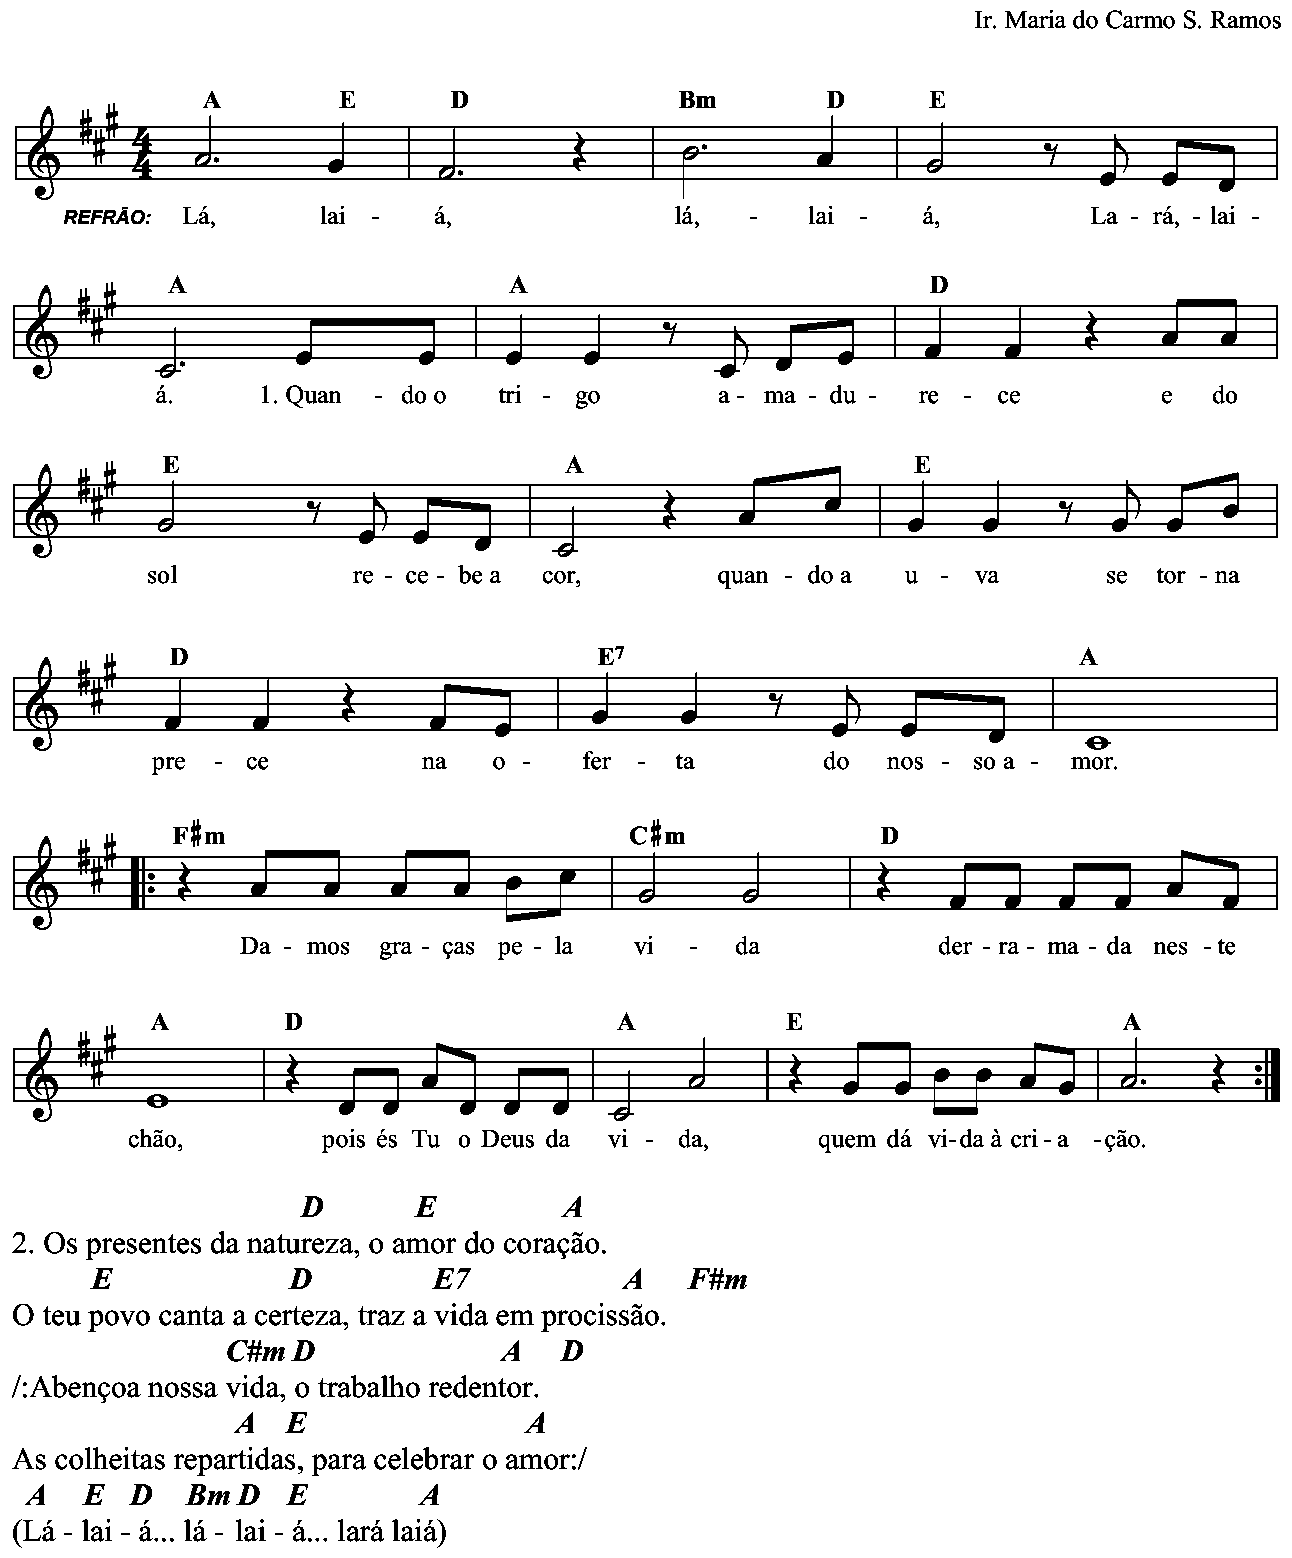 Ir. Maria do Carmo S. Ramos
A E D Bm D E
REFRÃO: Lá, lai - á, lá, - lai - á, La - rá, - lai -
A A D
á. 1. Quan - do o tri - go a - ma - du - re - ce e do
E A E
sol re - ce - be a cor, quan - do a u - va se tor - na
D E7 A
pre - ce na o - fer - ta do nos - so a - mor.
F♯m C♯m D
Da - mos gra - ças pe - la vi - da der - ra - ma - da nes - te
A D A E A
chão, pois és Tu o Deus da vi - da, quem dá vi - da à cri - a -ção.
D E A
2. Os presentes da natureza, o amor do coração.
E D E7 A F#m
O teu povo canta a certeza, traz a vida em procissão.
C#m D A D
/:Abençoa nossa vida, o trabalho redentor.
A E A
As colheitas repartidas, para celebrar o amor:/
A E D Bm D E A
(Lá - lai - á... lá - lai - á... lará laiá)